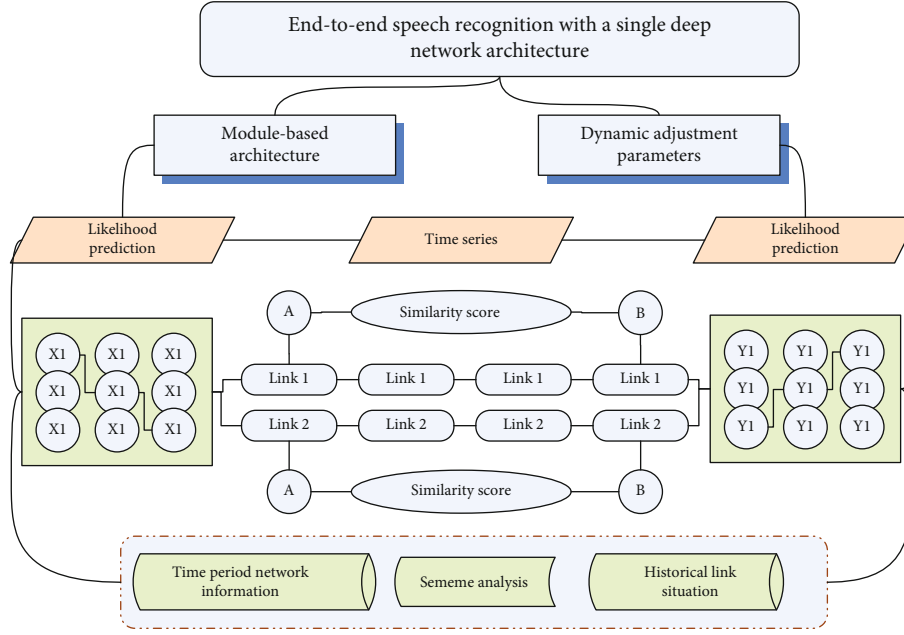 End-to-end speech recognition with a single deep
network architecture
Module-based
architecture
Dynamic adjustment
parameters
Likelihood
prediction
Time series
Likelihood
prediction
A
Similarity score
B
X1
X1
X1
Y1
Y1
Y1
Link 1
Link 1
Link 1
Link 1
X1
X1
X1
Y1
Y1
Y1
Link 2
Link 2
Link 2
Link 2
X1
X1
X1
Y1
Y1
Y1
A
Similarity score
B
Time period network
information
Sememe analysis
Historical link
situation